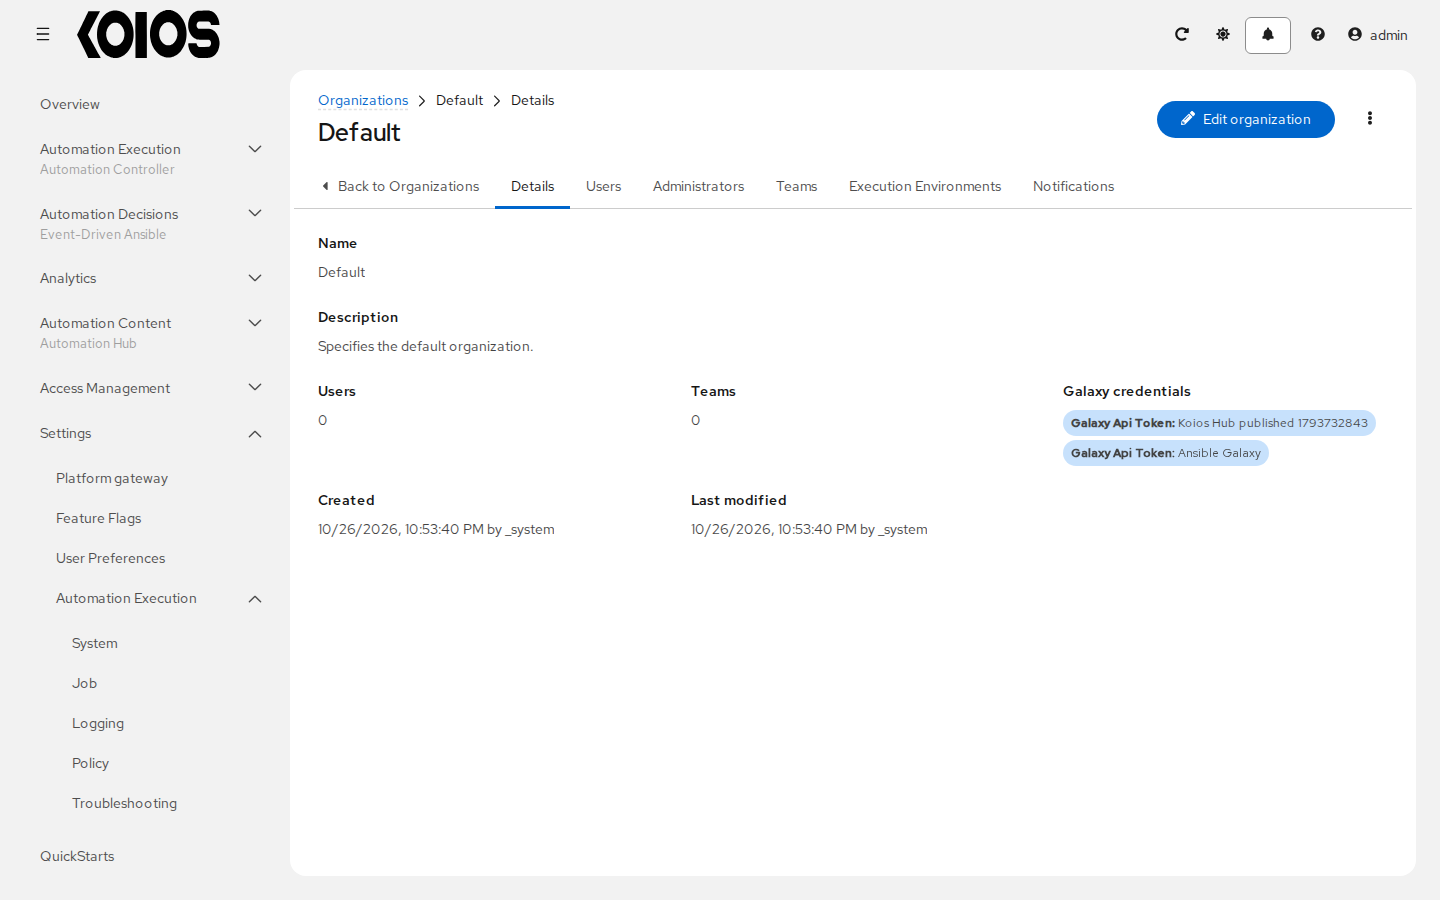 KOIOS
admin
Overview
Automation Execution
Automation Controller
Automation Decisions
Event-Driven Ansible
Analytics
Automation Content
Automation Hub
Access Management
Settings
Platform gateway
Feature Flags
User Preferences
Automation Execution
System
Job
Logging
Policy
Troubleshooting
QuickStarts
Organizations > Default > Details
Default
Edit organization
Back to Organizations
Details
Users
Administrators
Teams
Execution Environments
Notifications
Name
Default
Description
Specifies the default organization.
Users
0
Teams
0
Galaxy credentials
Galaxy Api Token: Koios Hub published 1793732843
Galaxy Api Token: Ansible Galaxy
Created
10/26/2026, 10:53:40 PM by _system
Last modified
10/26/2026, 10:53:40 PM by _system